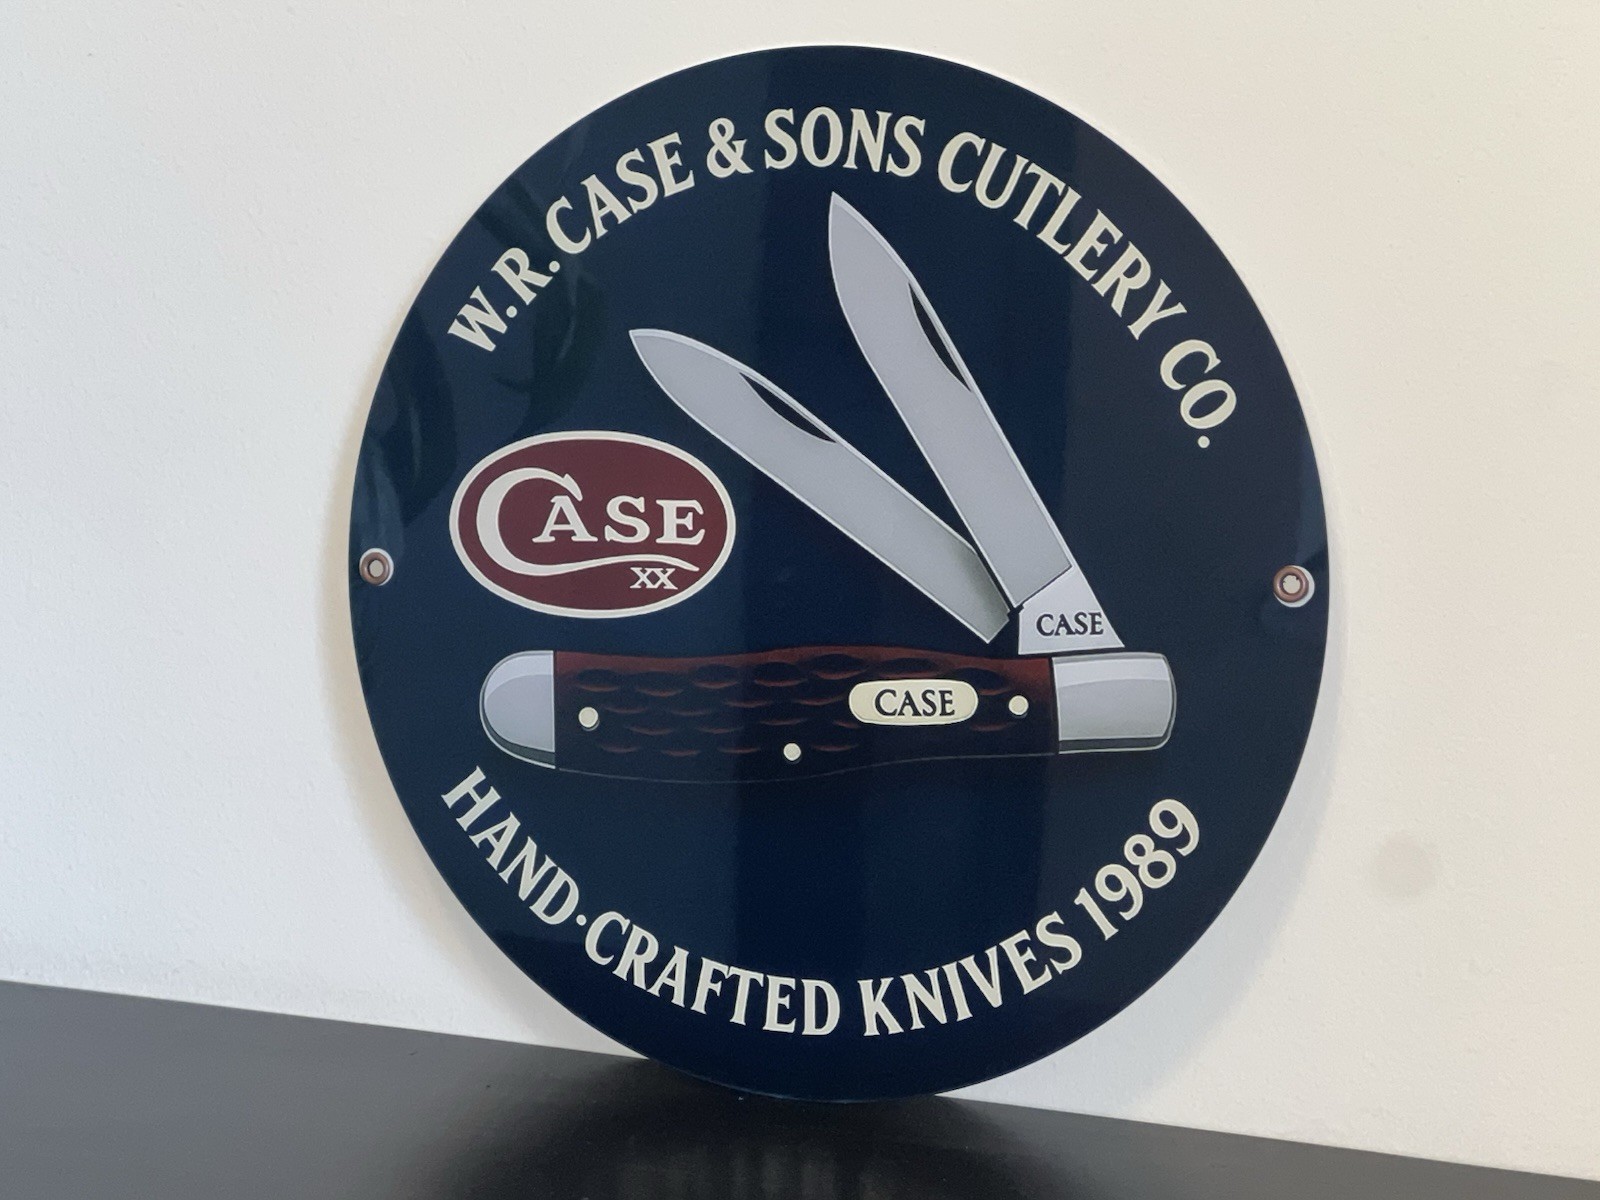 W.R. CASE & SONS CUTLERY CO.
CASE
XX
CASE
CASE
HAND·CRAFTED KNIVES 1989